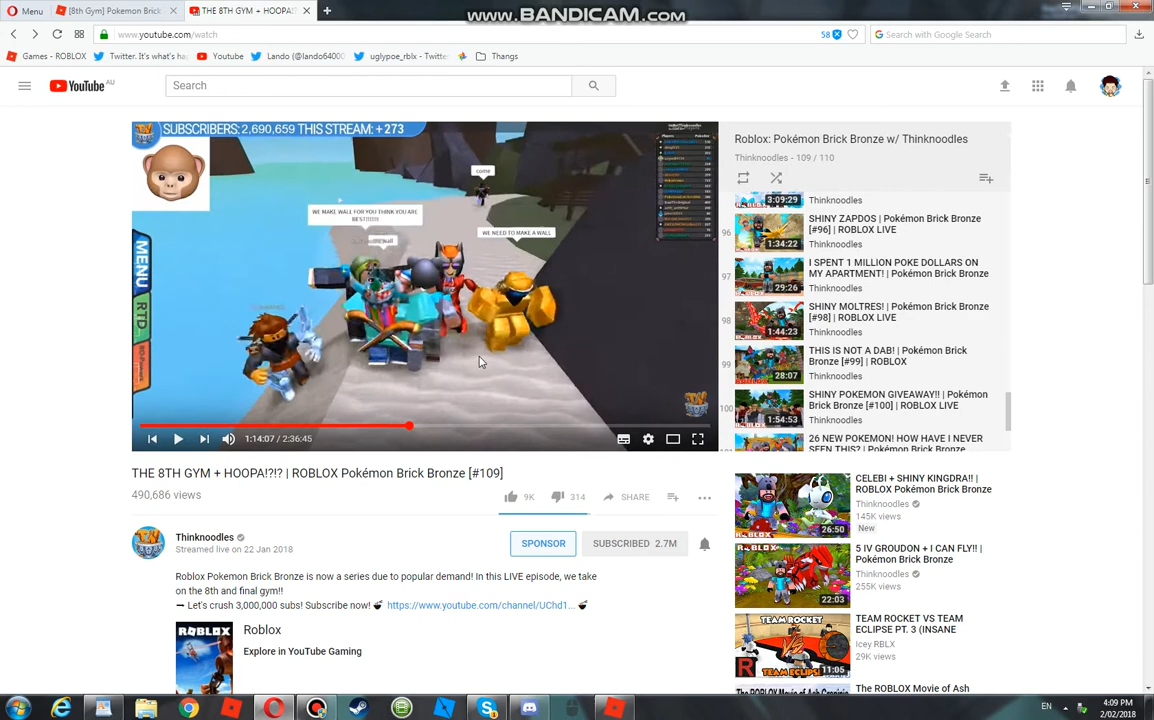 www.BANDICAM.com
Menu
[8th Gym] Pokemon Brick
THE 8TH GYM + HOOPA!
www.youtube.com/watch
58
Search with Google
Games - ROBLOX
Twitter. It's what's ha
Youtube
Lando (@lando64000
uglypoe_rblx - Twitte
Thangs
YouTube AU
Search
SUBSCRIBERS: 2,690,659 THIS STREAM: +273
come
WE MAKE WALL FOR YOU THINK YOU ARE
BEST!!!!!!!
WE NEED TO MAKE A WALL
MENU
RTD
1:14:07 / 2:36:45
Roblox: Pokémon Brick Bronze w/ Thinknoodles
Thinknoodles - 109 / 110
3:09:29
Thinknoodles
96
SHINY ZAPDOS | Pokémon Bronze
[#96] | ROBLOX LIVE
Thinknoodles
1:34:22
97
I SPENT 1 MILLION POKE DOLLARS ON
MY APARTMENT! | Pokémon Bronze
Thinknoodles
29:26
98
SHINY MOLTRES! | Pokémon Bronze
[#98] | ROBLOX LIVE
Thinknoodles
1:44:23
99
THIS IS NOT A DAB! | Pokémon Brick
Bronze [#99] | ROBLOX
Thinknoodles
28:07
100
SHINY POKEMON GIVEAWAY!! | Pokémon
Brick Bronze [#100] | ROBLOX LIVE
Thinknoodles
1:54:53
26 NEW POKEMON! HOW HAVE I NEVER
SEEN THIS? | Pokémon Bronze
THE 8TH GYM + HOOPA!?!? | ROBLOX Pokémon Brick Bronze [#109]
490,686 views
9K
314
SHARE
Thinknoodles
Streamed live on 22 Jan 2018
SPONSOR
SUBSCRIBED 2.7M
Roblox Pokemon Brick Bronze is now a series due to popular demand! In this LIVE episode, we take
on the 8th and final gym!!
Let's crush 3,000,000 subs! Subscribe now! https://www.youtube.com/channel/UChd1...
ROBLOX
Roblox
Explore in YouTube Gaming
CELEBI + SHINY KINGDRA!! |
ROBLOX Pokémon Brick Bronze
Thinknoodles
145K views
New
26:50
5 IV GROUDON + I CAN FLY!! |
Pokémon Brick Bronze
Thinknoodles
255K views
22:03
TEAM ROCKET VS TEAM
ECLIPSE PT. 3 (INSANE
Icey RBLX
29K views
11:05
The ROBLOX Movie of Ash
EN
4:09 PM
2/02/2018